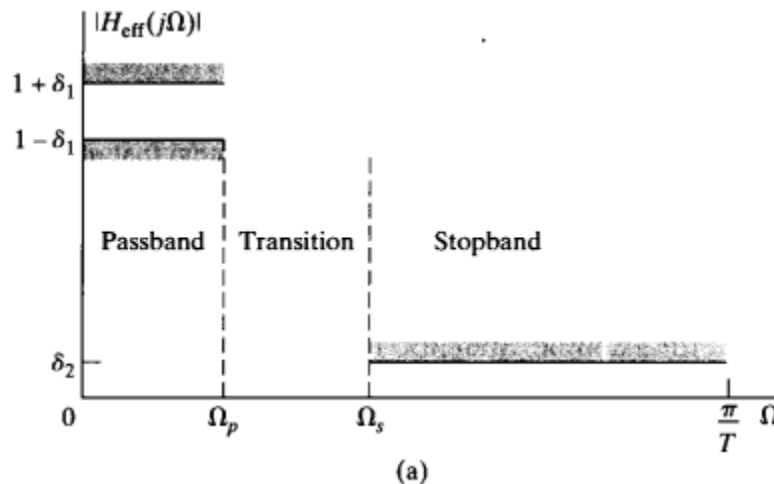 |H_eff(jΩ)|
1 + δ₁
1 – δ₁
Passband Transition Stopband
δ₂
0 Ω_p Ω_s π/T Ω
(a)